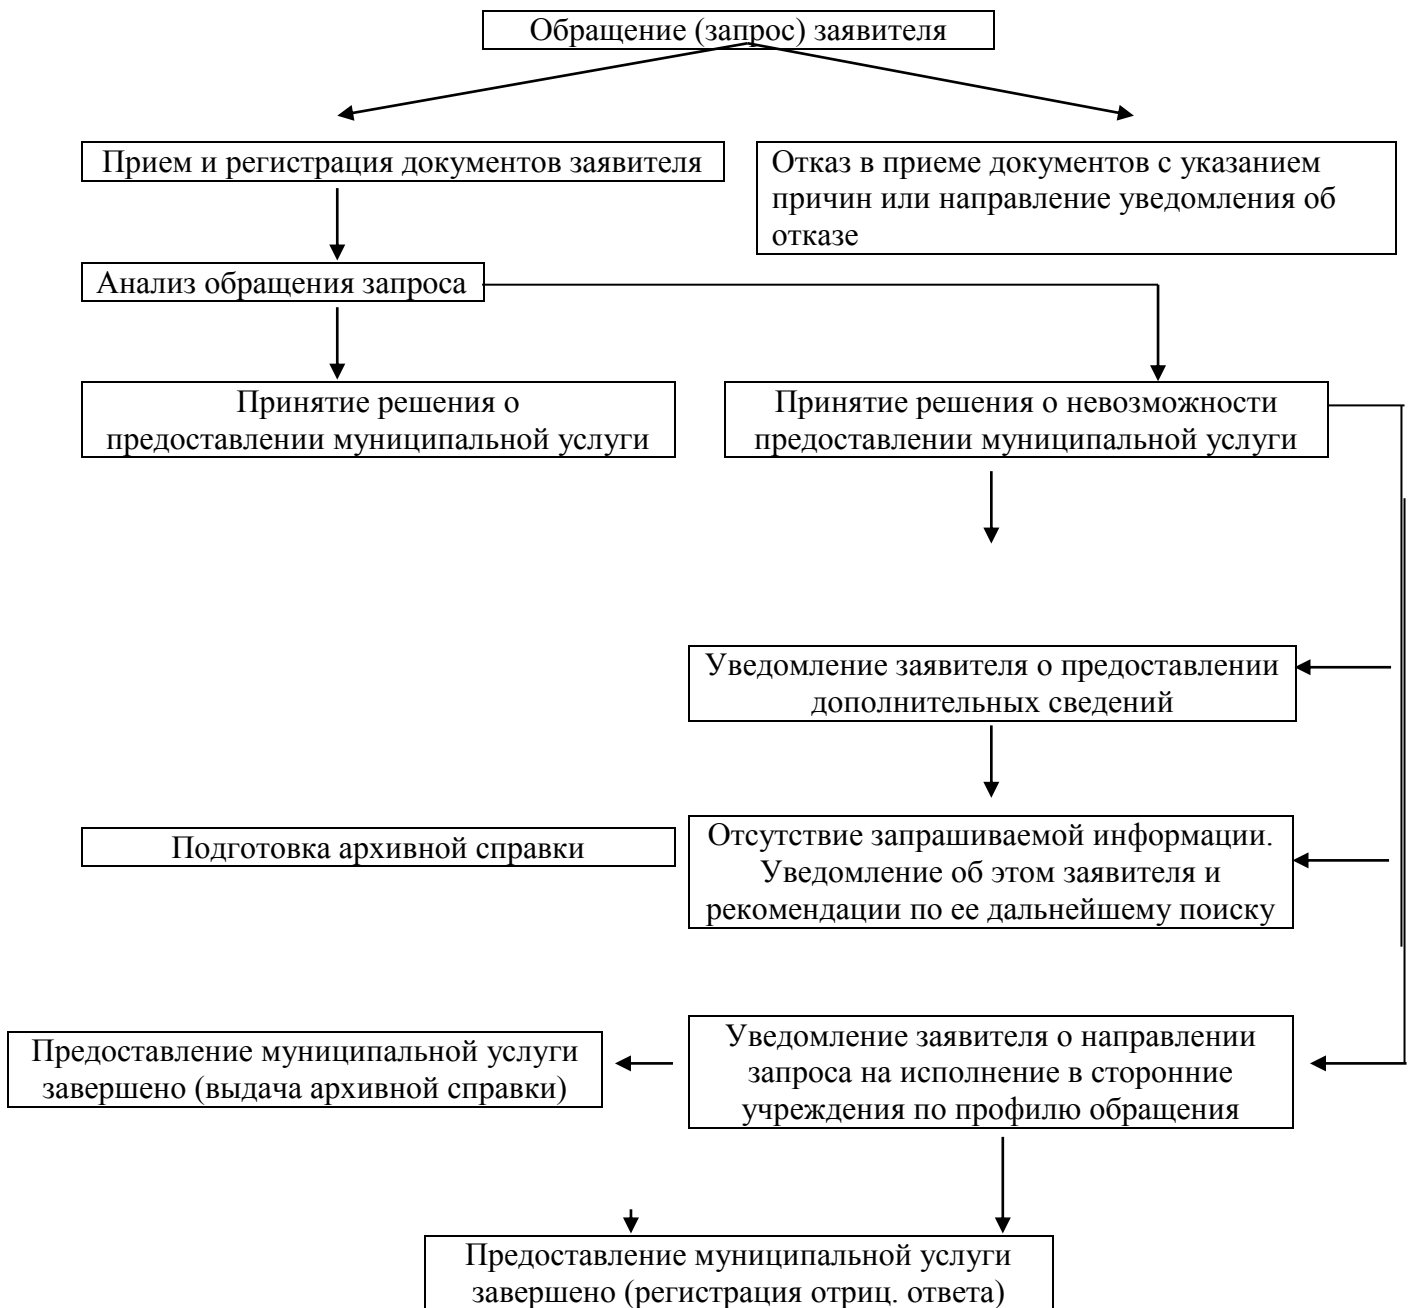 Обращение (запрос) заявителя
Прием и регистрация документов заявителя
Отказ в приеме документов с указанием
причин или направление уведомления об
отказе
Анализ обращения запроса
Принятие решения о
предоставлении муниципальной услуги
Принятие решения о невозможности
предоставлении муниципальной услуги
Уведомление заявителя о предоставлении
дополнительных сведений
Подготовка архивной справки
Отсутствие запрашиваемой информации.
Уведомление об этом заявителя и
рекомендации по ее дальнейшему поиску
Предоставление муниципальной услуги
завершено (выдача архивной справки)
Уведомление заявителя о направлении
запроса на исполнение в сторонние
учреждения по профилю обращения
Предоставление муниципальной услуги
завершено (регистрация отриц. ответа)